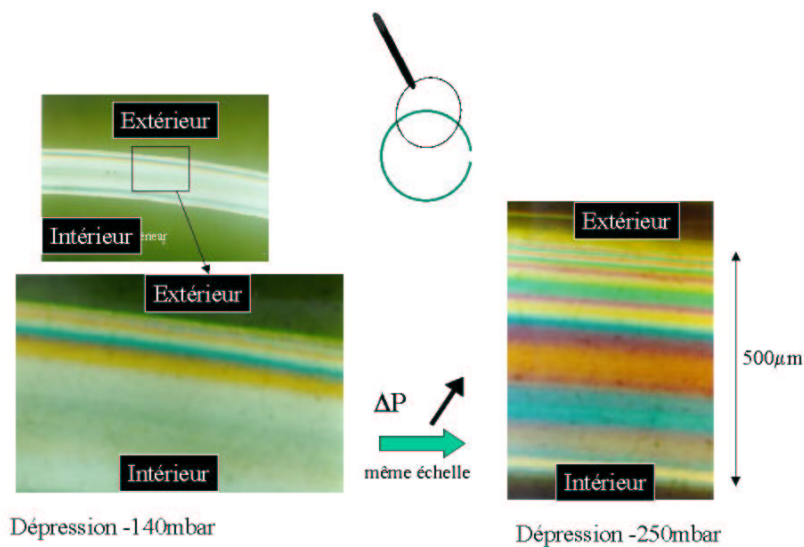 Extérieur
Intérieur
Extérieur
Intérieur
Dépression -140mbar
ΔP
même échelle
Extérieur
500µm
Intérieur
Dépression -250mbar